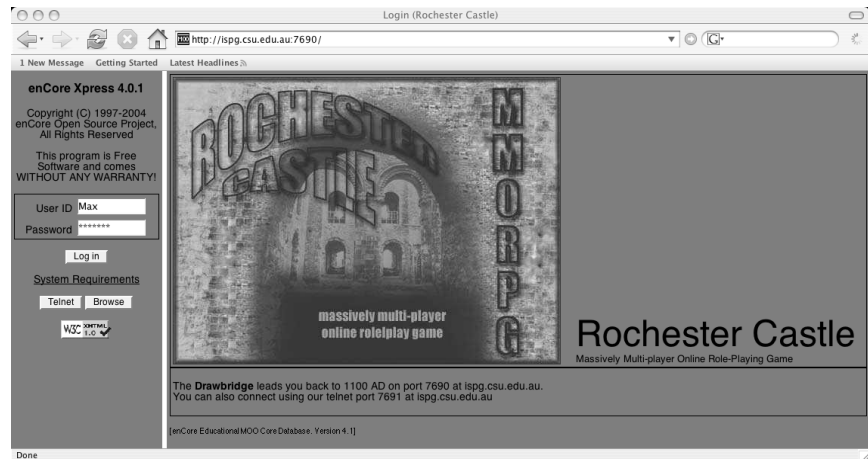 Login (Rochester Castle)
http://ispg.csu.edu.au:7690/
G
1 New Message Getting Started Latest Headlines
enCore Xpress 4.0.1
Copyright (C) 1997-2004
enCore Open Source Project,
All Rights Reserved
This program is Free
Software and comes
WITHOUT ANY WARRANTY!
User ID Max
Password *******
Log in
System Requirements
Telnet Browse
W3C XHTML 1.0
ROCHESTER
CASTLE
MMORPG
massively multi-player
online rolelplay game
Rochester Castle
Massively Multi-player Online Role-Playing Game
The Drawbridge leads you back to 1100 AD on port 7690 at ispg.csu.edu.au.
You can also connect using our telnet port 7691 at ispg.csu.edu.au
[enCore Educational MOO Core Database. Version 4.1]
Done